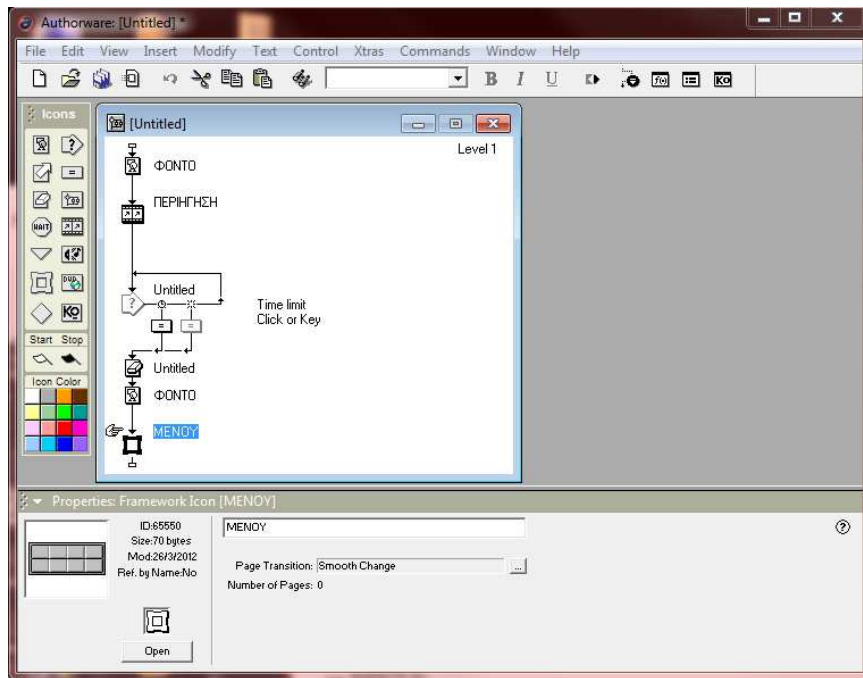 Authorware: [Untitled] *
File Edit View Insert Modify Text Control Xtras Commands Window Help
B I U
Icons
WAIT
KO
Start Stop
Icon Color
[Untitled]
Level 1
ΦΟΝΤΟ
ΠΕΡΙΗΓΗΣΗ
Untitled
Time limit
Click or Key
Untitled
ΦΟΝΤΟ
ΜΕΝΟΥ
Properties: Framework Icon [ΜΕΝΟΥ]
ID:65550
Size:70 bytes
Mod:26/3/2012
Ref. by Name:No
Open
ΜΕΝΟΥ
Page Transition: Smooth Change ...
Number of Pages: 0